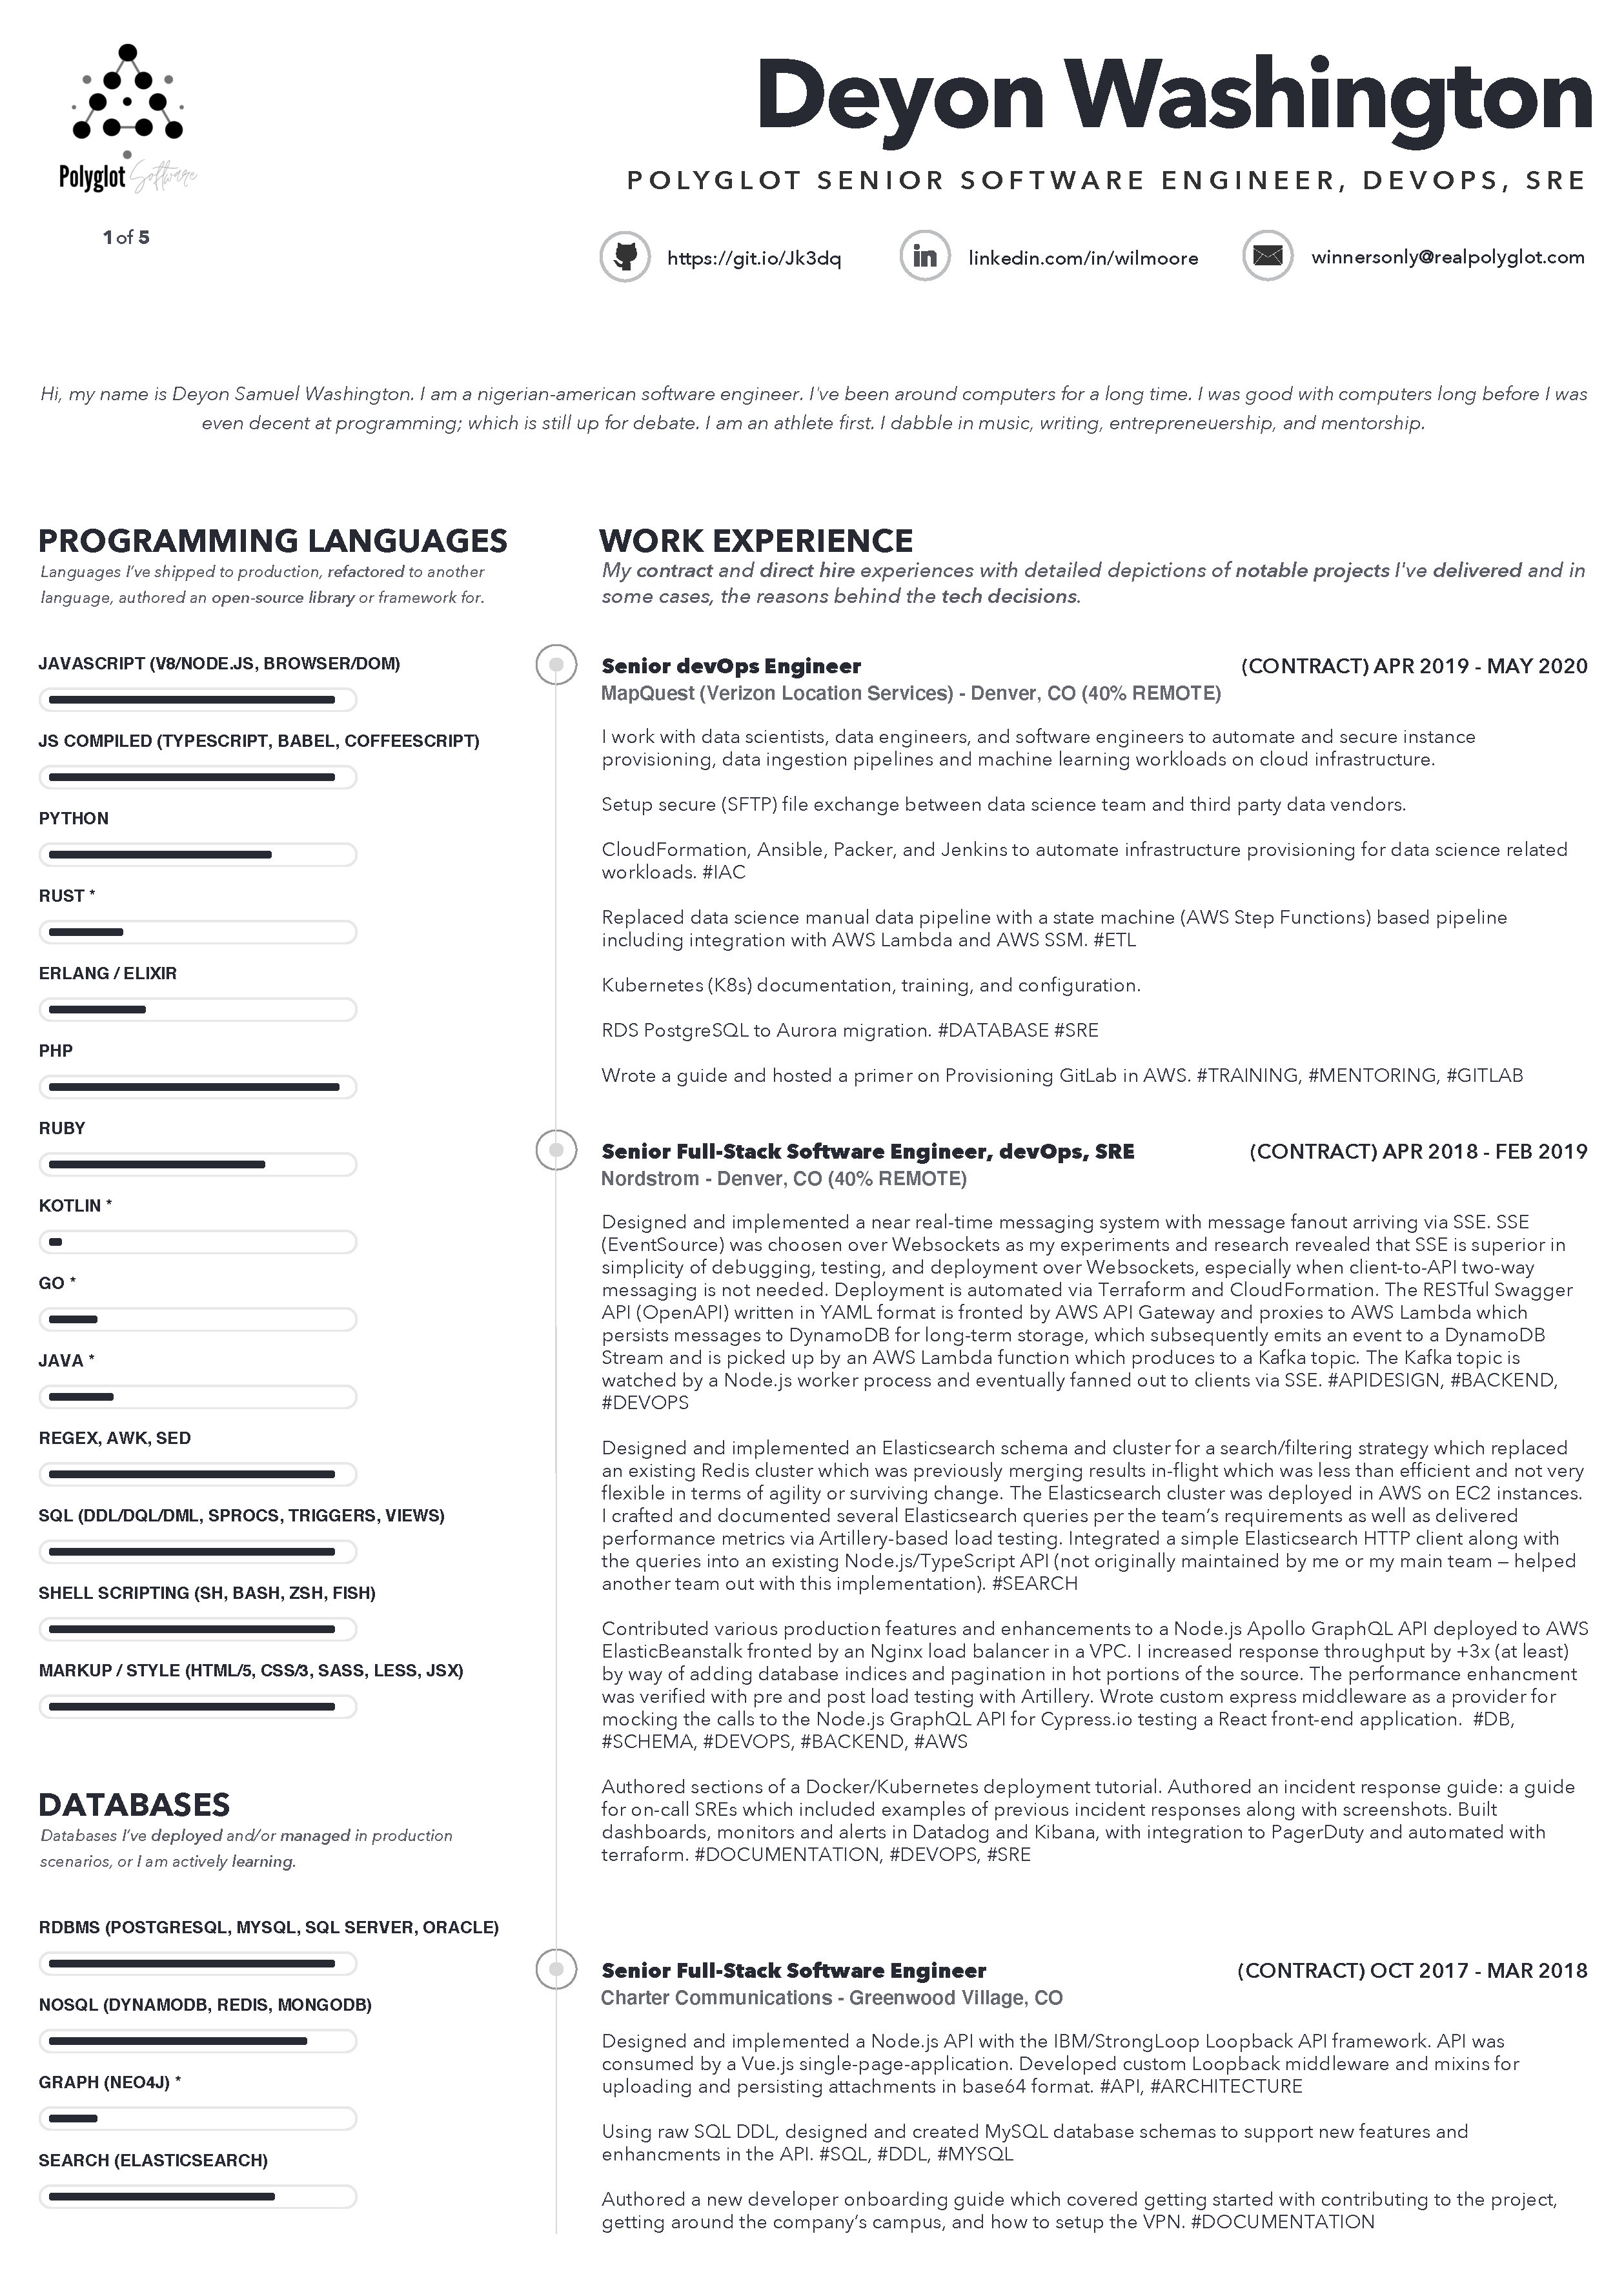 Deyon Washington
POLYGLOT SENIOR SOFTWARE ENGINEER, DEVOPS, SRE
Polyglot Software
1 of 5
https://git.io/Jk3dq
linkedin.com/in/wilmoore
winnersonly@realpolyglot.com
Hi, my name is Deyon Samuel Washington. I am a nigerian-american software engineer. I've been around computers for a long time. I was good with computers long before I was
even decent at programming; which is still up for debate. I am an athlete first. I dabble in music, writing, entrepreneuership, and mentorship.
PROGRAMMING LANGUAGES
Languages I've shipped to production, refactored to another
language, authored an open-source library or framework for.
JAVASCRIPT (V8/NODE.JS, BROWSER/DOM)
JS COMPILED (TYPESCRIPT, BABEL, COFFEESCRIPT)
PYTHON
RUST *
ERLANG / ELIXIR
PHP
RUBY
KOTLIN *
GO *
JAVA *
REGEX, AWK, SED
SQL (DDL/DQL/DML, SPROCS, TRIGGERS, VIEWS)
SHELL SCRIPTING (SH, BASH, ZSH, FISH)
MARKUP / STYLE (HTML/5, CSS/3, SASS, LESS, JSX)
DATABASES
Databases I've deployed and/or managed in production
scenarios, or I am actively learning.
RDBMS (POSTGRESQL, MYSQL, SQL SERVER, ORACLE)
NOSQL (DYNAMODB, REDIS, MONGODB)
GRAPH (NEO4J) *
SEARCH (ELASTICSEARCH)
WORK EXPERIENCE
My contract and direct hire experiences with detailed depictions of notable projects I've delivered and in
some cases, the reasons behind the tech decisions.
Senior devOps Engineer (CONTRACT) APR 2019 - MAY 2020
MapQuest (Verizon Location Services) - Denver, CO (40% REMOTE)
I work with data scientists, data engineers, and software engineers to automate and secure instance
provisioning, data ingestion pipelines and machine learning workloads on cloud infrastructure.
Setup secure (SFTP) file exchange between data science team and third party data vendors.
CloudFormation, Ansible, Packer, and Jenkins to automate infrastructure provisioning for data science related
workloads. #IAC
Replaced data science manual data pipeline with a state machine (AWS Step Functions) based pipeline
including integration with AWS Lambda and AWS SSM. #ETL
Kubernetes (K8s) documentation, training, and configuration.
RDS PostgreSQL to Aurora migration. #DATABASE #SRE
Wrote a guide and hosted a primer on Provisioning GitLab in AWS. #TRAINING, #MENTORING, #GITLAB
Senior Full-Stack Software Engineer, devOps, SRE (CONTRACT) APR 2018 - FEB 2019
Nordstrom - Denver, CO (40% REMOTE)
Designed and implemented a near real-time messaging system with message fanout arriving via SSE. SSE
(EventSource) was choosen over Websockets as my experiments and research revealed that SSE is superior in
simplicity of debugging, testing, and deployment over Websockets, especially when client-to-API two-way
messaging is not needed. Deployment is automated via Terraform and CloudFormation. The RESTful Swagger
API (OpenAPI) written in YAML format is fronted by AWS API Gateway and proxies to AWS Lambda which
persists messages to DynamoDB for long-term storage, which subsequently emits an event to a DynamoDB
Stream and is picked up by an AWS Lambda function which produces to a Kafka topic. The Kafka topic is
watched by a Node.js worker process and eventually fanned out to clients via SSE. #APIDESIGN, #BACKEND,
#DEVOPS
Designed and implemented an Elasticsearch schema and cluster for a search/filtering strategy which replaced
an existing Redis cluster which was previously merging results in-flight which was less than efficient and not very
flexible in terms of agility or surviving change. The Elasticsearch cluster was deployed in AWS on EC2 instances.
I crafted and documented several Elasticsearch queries per the team's requirements as well as delivered
performance metrics via Artillery-based load testing. Integrated a simple Elasticsearch HTTP client along with
the queries into an existing Node.js/TypeScript API (not originally maintained by me or my main team – helped
another team out with this implementation). #SEARCH
Contributed various production features and enhancements to a Node.js Apollo GraphQL API deployed to AWS
ElasticBeanstalk fronted by an Nginx load balancer in a VPC. I increased response throughput by +3x (at least)
by way of adding database indices and pagination in hot portions of the source. The performance enhancment
was verified with pre and post load testing with Artillery. Wrote custom express middleware as a provider for
mocking the calls to the Node.js GraphQL API for Cypress.io testing a React front-end application. #DB,
#SCHEMA, #DEVOPS, #BACKEND, #AWS
Authored sections of a Docker/Kubernetes deployment tutorial. Authored an incident response guide: a guide
for on-call SREs which included examples of previous incident responses along with screenshots. Built
dashboards, monitors and alerts in Datadog and Kibana, with integration to PagerDuty and automated with
terraform. #DOCUMENTATION, #DEVOPS, #SRE
Senior Full-Stack Software Engineer (CONTRACT) OCT 2017 - MAR 2018
Charter Communications - Greenwood Village, CO
Designed and implemented a Node.js API with the IBM/StrongLoop Loopback API framework. API was
consumed by a Vue.js single-page-application. Developed custom Loopback middleware and mixins for
uploading and persisting attachments in base64 format. #API, #ARCHITECTURE
Using raw SQL DDL, designed and created MySQL database schemas to support new features and
enhancments in the API. #SQL, #DDL, #MYSQL
Authored a new developer onboarding guide which covered getting started with contributing to the project,
getting around the company's campus, and how to setup the VPN. #DOCUMENTATION